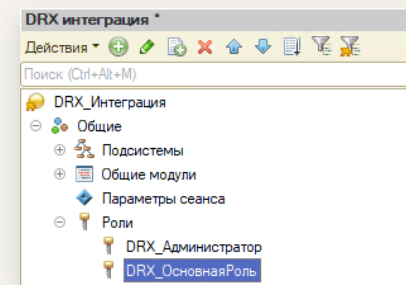 DRX интеграция *
Действия
Поиск (Ctrl+Alt+M)
DRX_Интеграция
Общие
Подсистемы
Общие модули
Параметры сеанса
Роли
DRX_Администратор
DRX_ОсновнаяРоль